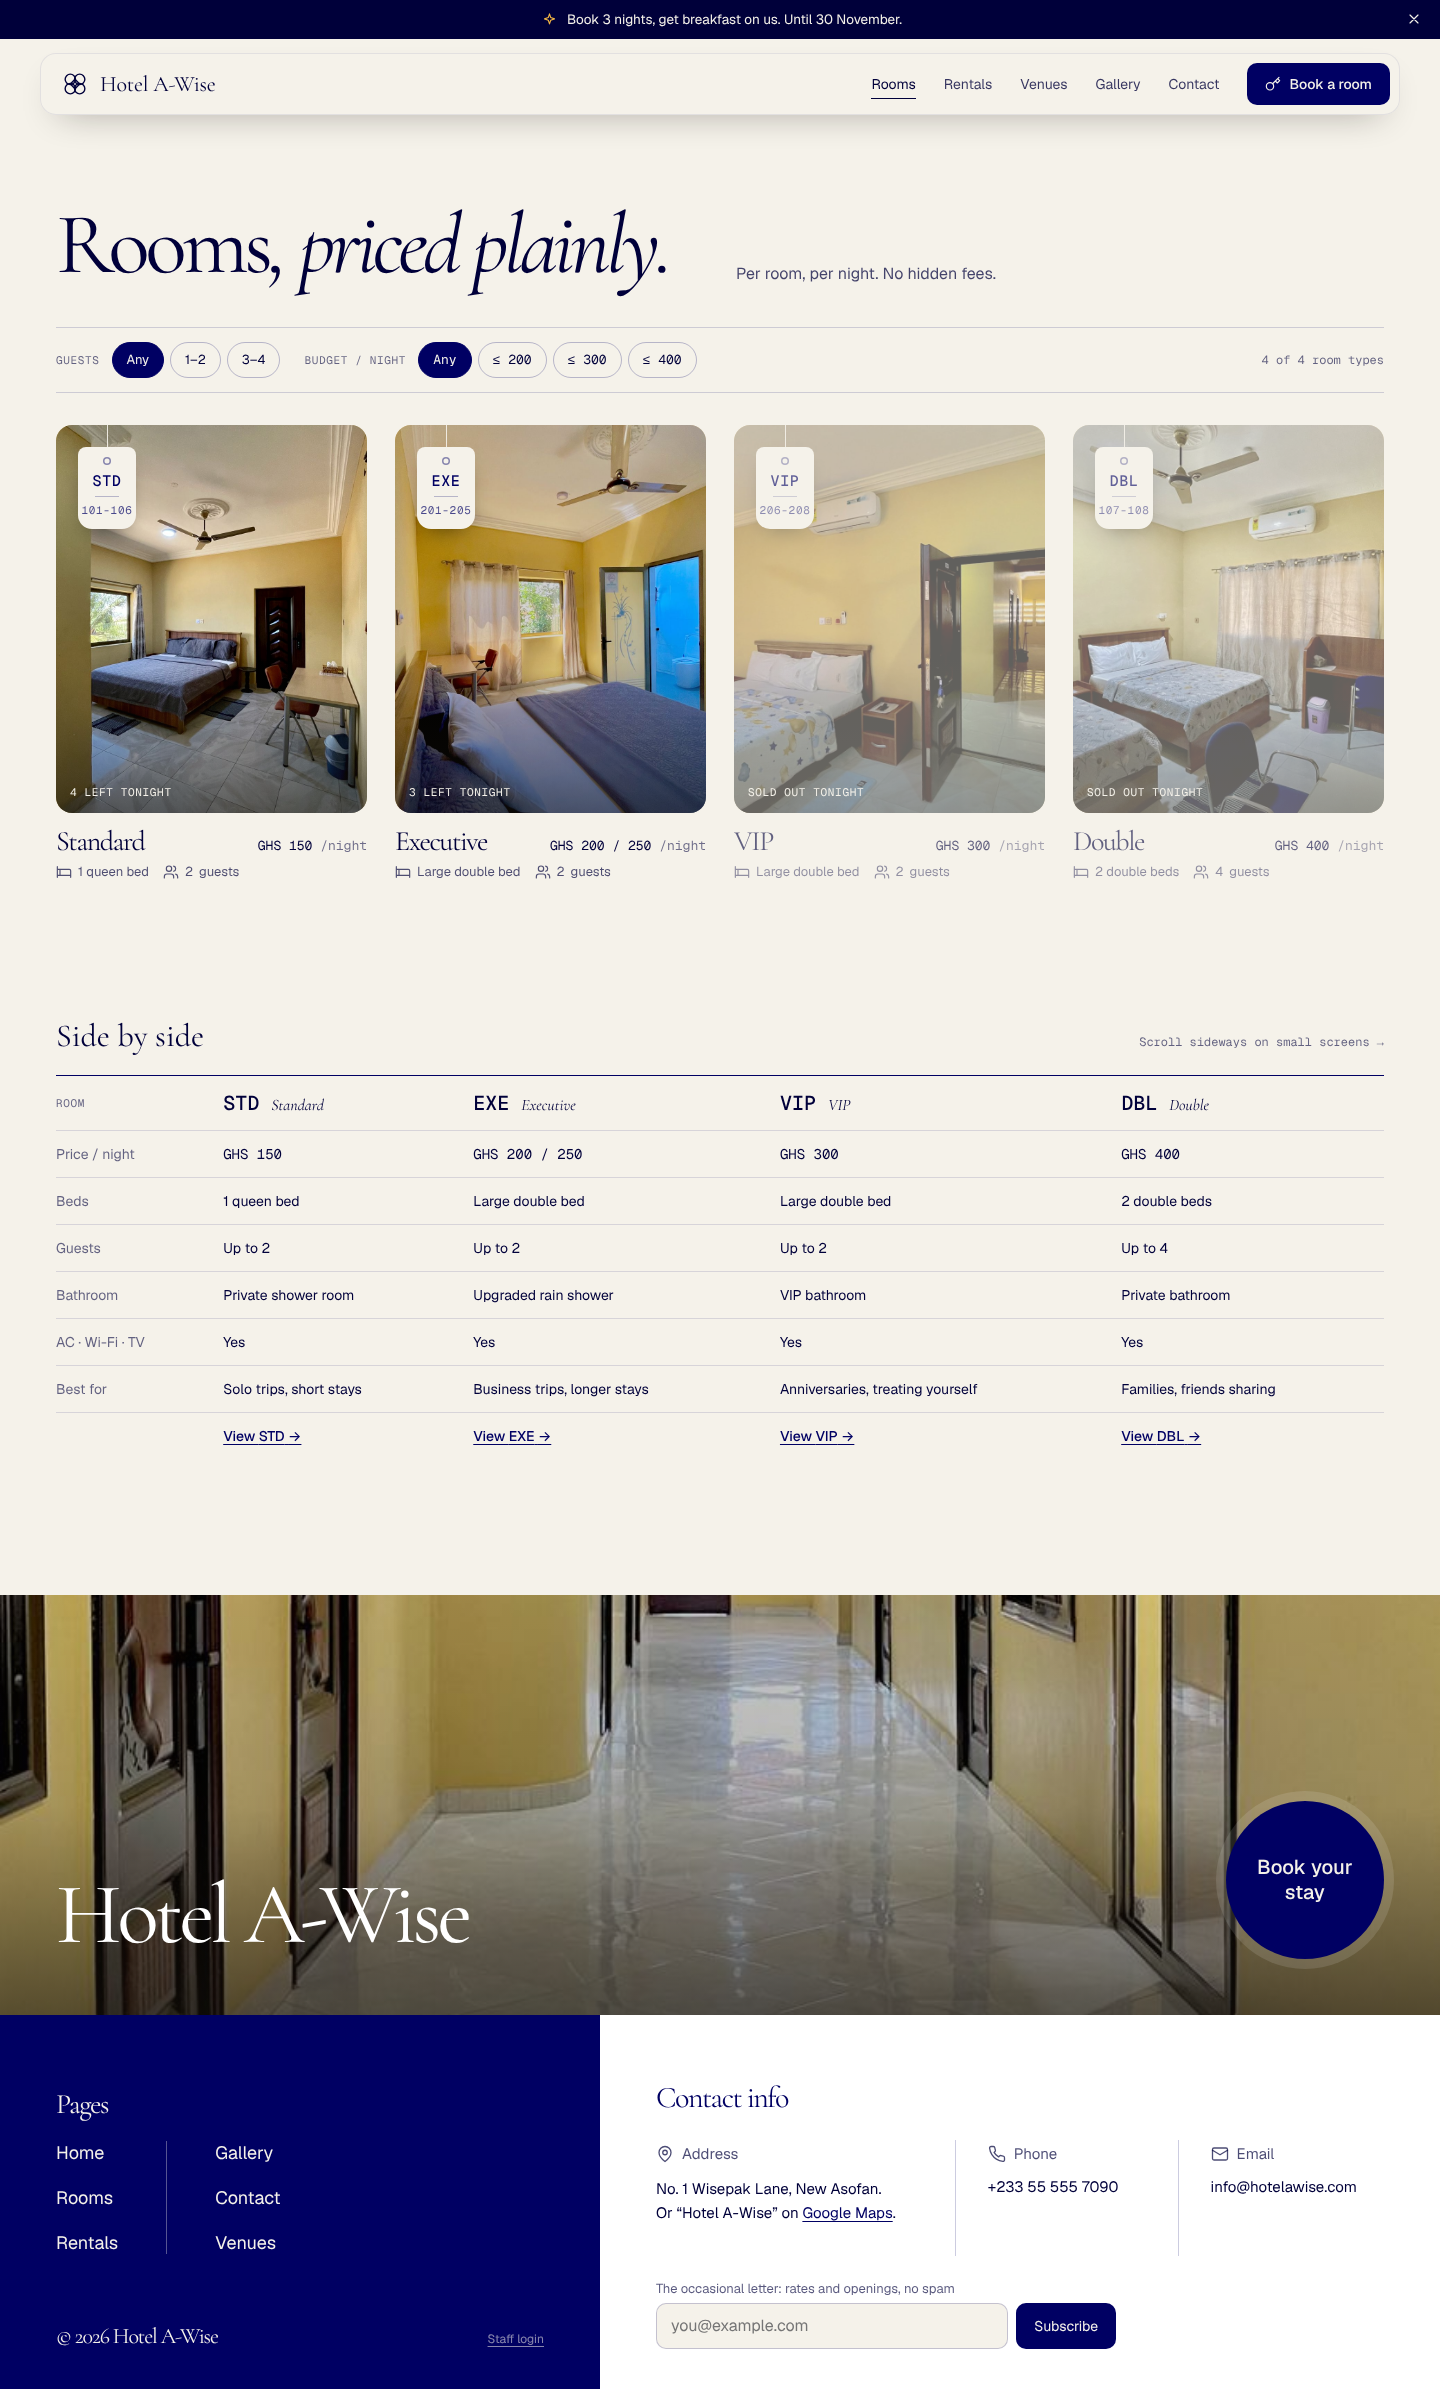 Book 3 nights, get breakfast on us. Until 30 November.
Hotel A-Wise
Rooms
Rentals
Venues
Gallery
Contact
Book a room
Rooms, priced plainly.
Per room, per night. No hidden fees.
GUESTS
Any
1–2
3–4
BUDGET / NIGHT
Any
≤ 200
≤ 300
≤ 400
4 of 4 room types
STD
101-106
4 LEFT TONIGHT
Standard
GHS 150 /night
1 queen bed
2 guests
EXE
201-205
3 LEFT TONIGHT
Executive
GHS 200 / 250 /night
Large double bed
2 guests
VIP
206-208
SOLD OUT TONIGHT
VIP
GHS 300 /night
Large double bed
2 guests
DBL
107-108
SOLD OUT TONIGHT
Double
GHS 400 /night
2 double beds
4 guests
Side by side
Scroll sideways on small screens →
ROOM STD Standard EXE Executive VIP VIP DBL Double
Price / night GHS 150 GHS 200 / 250 GHS 300 GHS 400
Beds 1 queen bed Large double bed Large double bed 2 double beds
Guests Up to 2 Up to 2 Up to 2 Up to 4
Bathroom Private shower room Upgraded rain shower VIP bathroom Private bathroom
AC · Wi-Fi · TV Yes Yes Yes Yes
Best for Solo trips, short stays Business trips, longer stays Anniversaries, treating yourself Families, friends sharing
View STD → View EXE → View VIP → View DBL →
Hotel A-Wise
Book your
stay
Pages
Home
Rooms
Rentals
Gallery
Contact
Venues
© 2026 Hotel A-Wise
Staff login
Contact info
Address
No. 1 Wisepak Lane, New Asofan.
Or “Hotel A-Wise” on Google Maps.
Phone
+233 55 555 7090
Email
info@hotelawise.com
The occasional letter: rates and openings, no spam
you@example.com
Subscribe